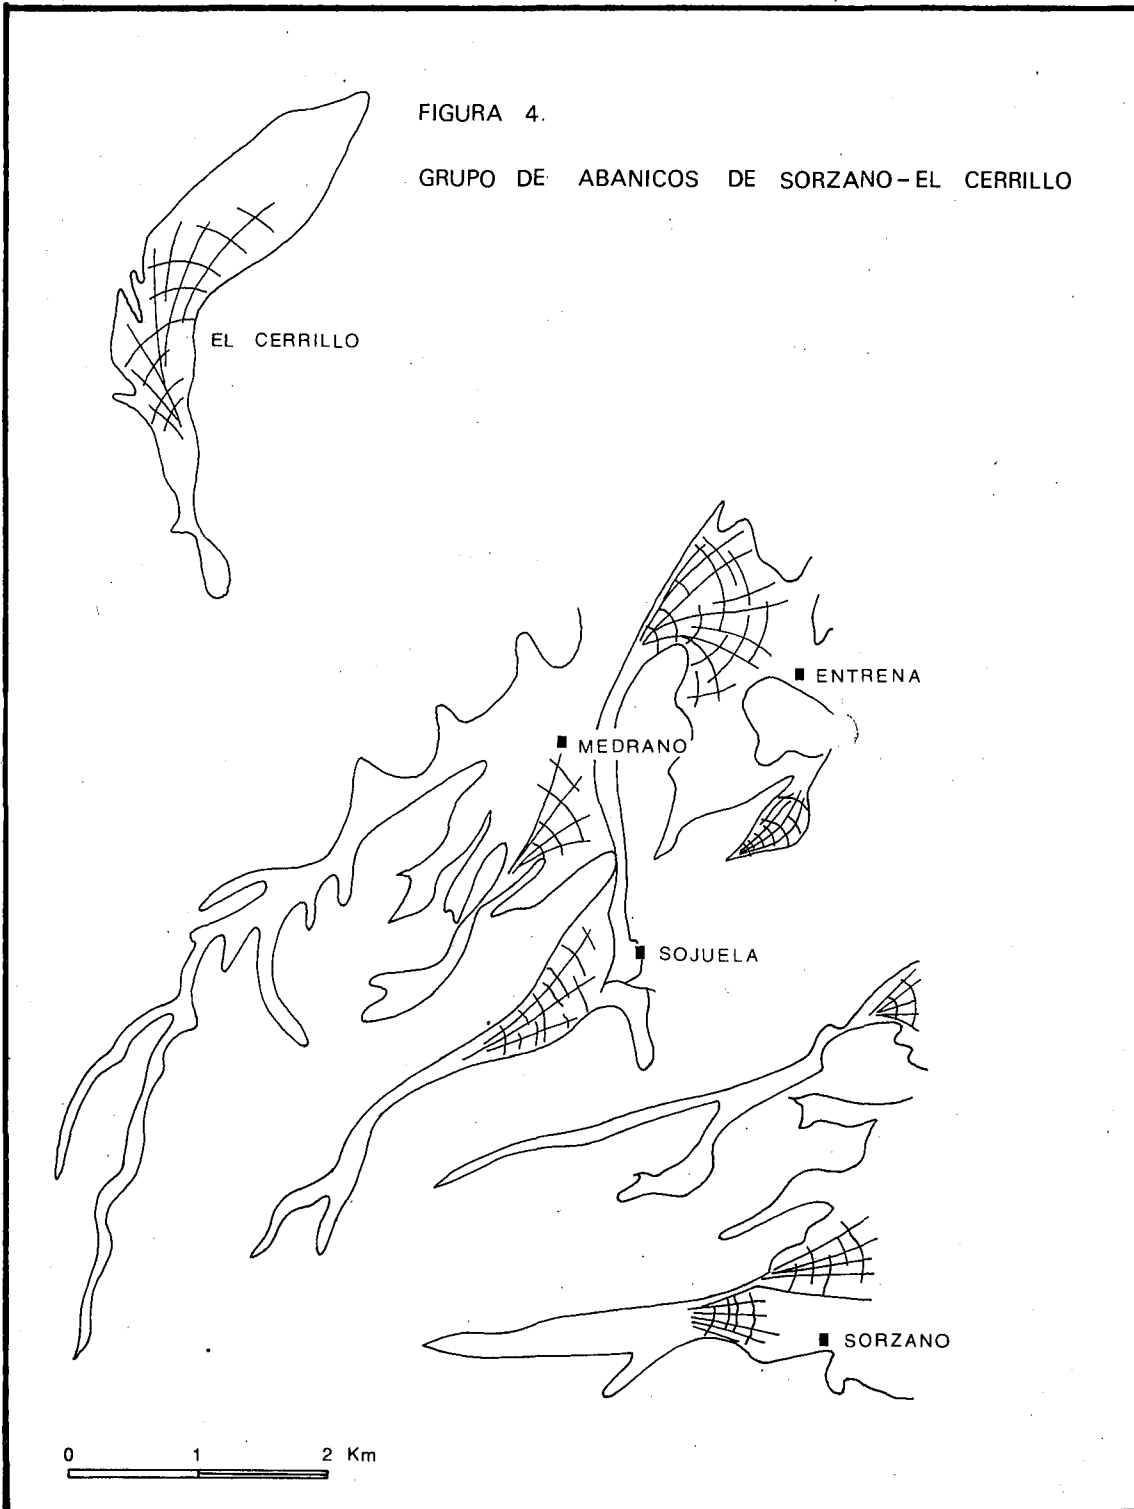 FIGURA 4.
GRUPO DE ABANICOS DE SORZANO-EL CERRILLO
EL CERRILLO
ENTRENA
MEDRANO
SOJUELA
SORZANO
0 1 2 Km